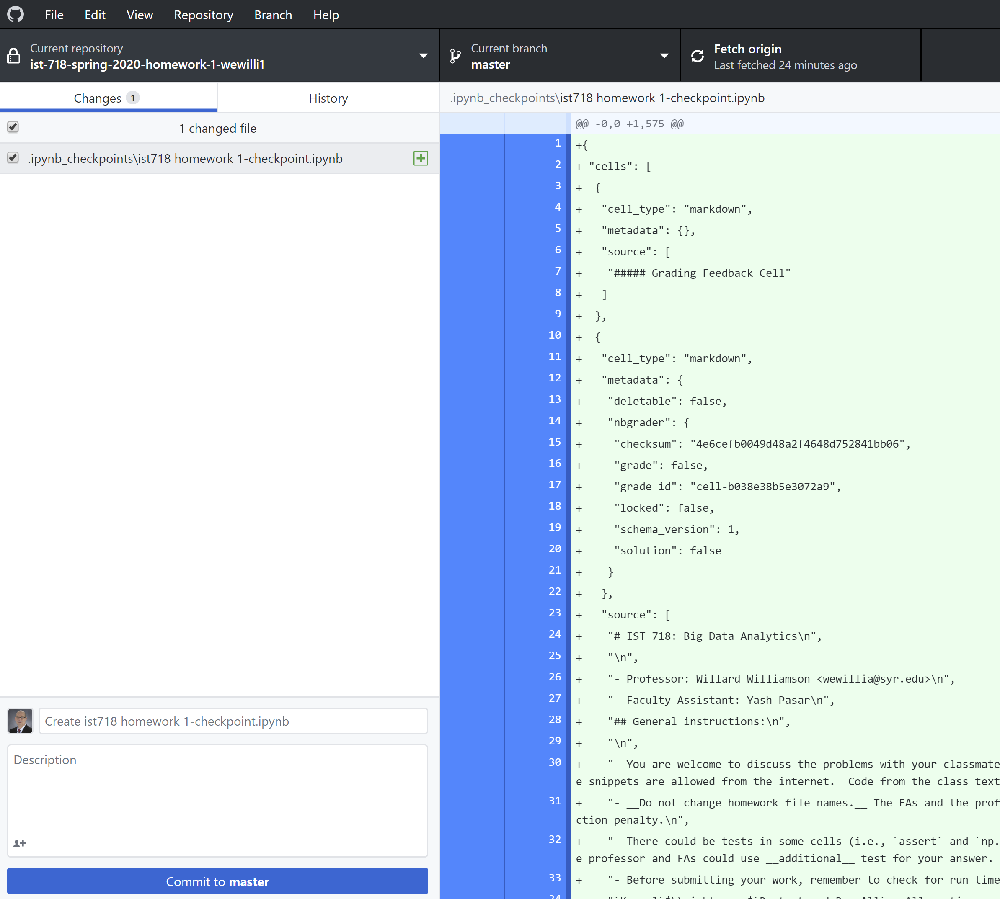 File Edit View Repository Branch Help
Current repository
ist-718-spring-2020-homework-1-wewilli1
Current branch
master
Fetch origin
Last fetched 24 minutes ago
Changes 1
History
1 changed file
.ipynb_checkpoints\ist718 homework 1-checkpoint.ipynb
Create ist718 homework 1-checkpoint.ipynb
Description
Commit to master
.ipynb_checkpoints\ist718 homework 1-checkpoint.ipynb
@@ -0,0 +1,575 @@
1 +{
2 + "cells": [
3 +  {
4 +   "cell_type": "markdown",
5 +   "metadata": {},
6 +   "source": [
7 +    "##### Grading Feedback Cell"
8 +   ]
9 +  },
10 +  {
11 +   "cell_type": "markdown",
12 +   "metadata": {
13 +    "deletable": false,
14 +    "nbgrader": {
15 +     "checksum": "4e6cefb0049d48a2f4648d752841bb06",
16 +     "grade": false,
17 +     "grade_id": "cell-b038e38b5e3072a9",
18 +     "locked": false,
19 +     "schema_version": 1,
20 +     "solution": false
21 +    }
22 +   },
23 +   "source": [
24 +    "# IST 718: Big Data Analytics\n",
25 +    "\n",
26 +    "- Professor: Willard Williamson <wewillia@syr.edu>\n",
27 +    "- Faculty Assistant: Yash Pasar\n",
28 +    "## General instructions:\n",
29 +    "\n",
30 +    "- You are welcome to discuss the problems with your classmate
e snippets are allowed from the internet.  Code from the class text
31 +    "- __Do not change homework file names.__ The FAs and the prof
ction penalty.\n",
32 +    "- There could be tests in some cells (i.e., `assert` and `np.
e professor and FAs could use __additional__ test for your answer.
33 +    "- Before submitting your work, remember to check for run time
34